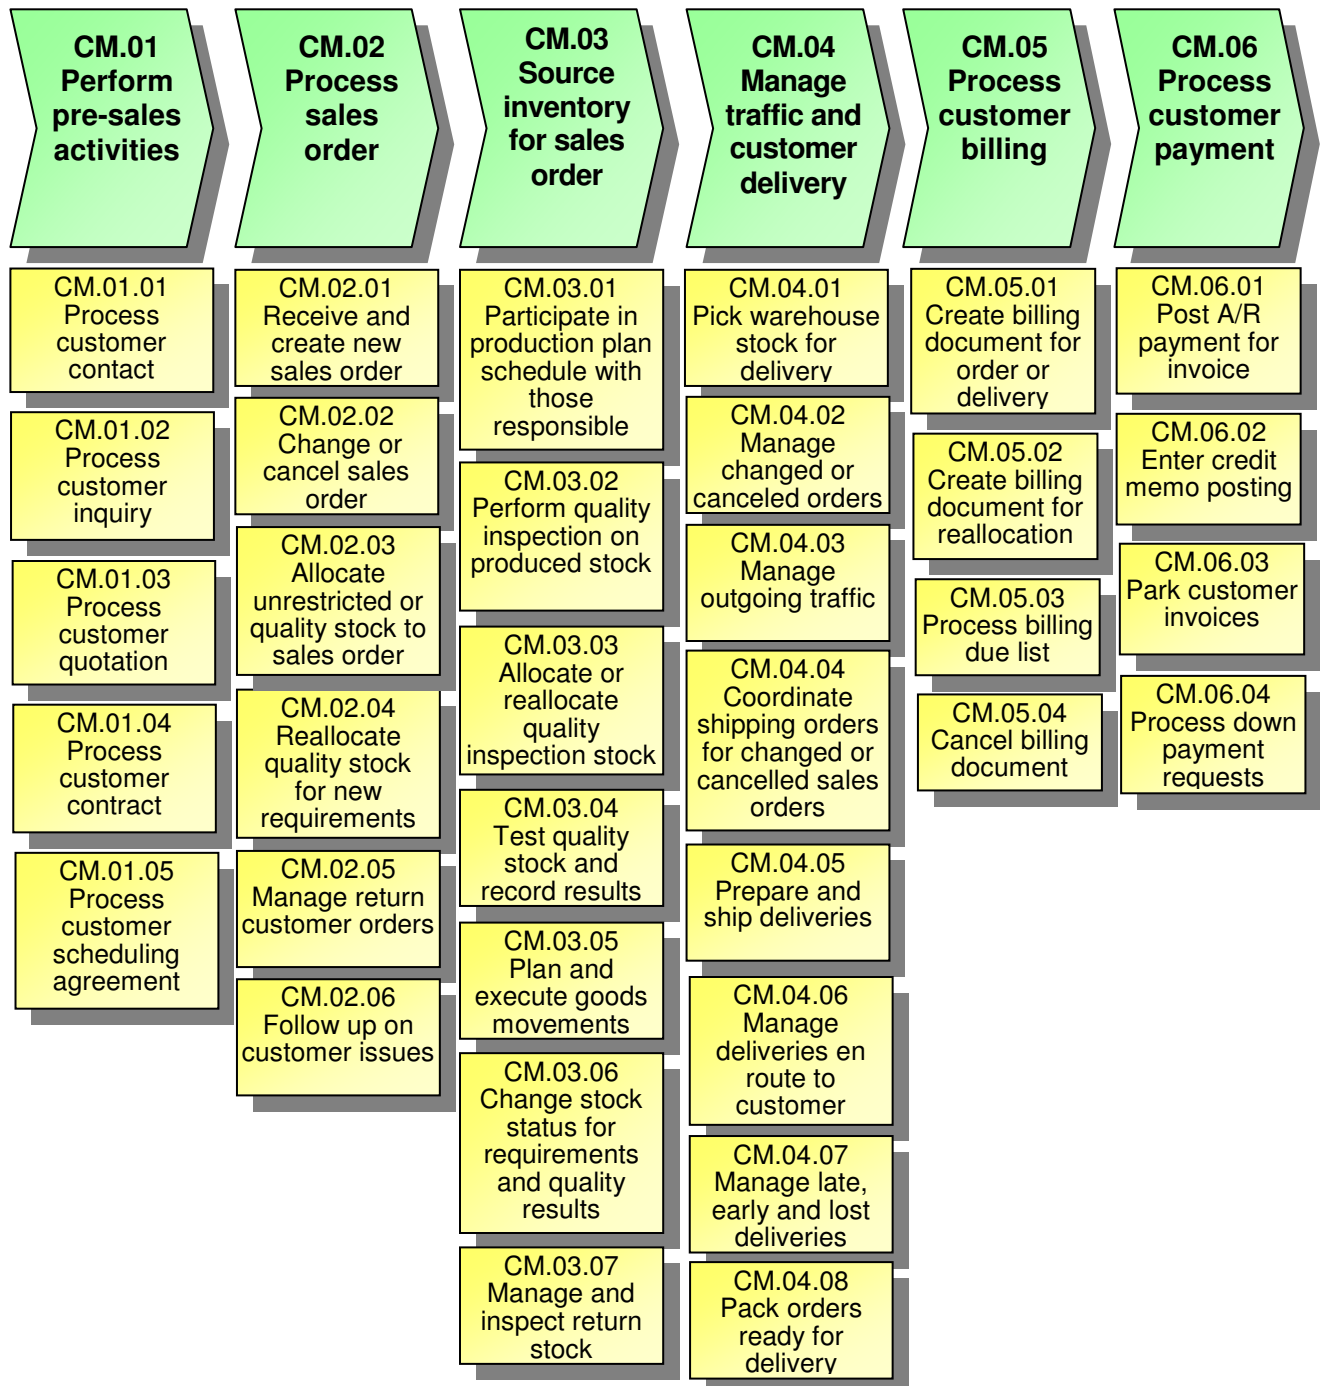 CM.01
Perform
pre-sales
activities
CM.02
Process
sales
order
CM.03
Source
inventory
for sales
order
CM.04
Manage
traffic and
customer
delivery
CM.05
Process
customer
billing
CM.06
Process
customer
payment
CM.01.01
Process
customer
contact
CM.01.02
Process
customer
inquiry
CM.01.03
Process
customer
quotation
CM.01.04
Process
customer
contract
CM.01.05
Process
customer
scheduling
agreement
CM.02.01
Receive and
create new
sales order
CM.02.02
Change or
cancel sales
order
CM.02.03
Allocate
unrestricted or
quality stock to
sales order
CM.02.04
Reallocate
quality stock
for new
requirements
CM.02.05
Manage return
customer orders
CM.02.06
Follow up on
customer issues
CM.03.01
Participate in
production plan
schedule with
those
responsible
CM.03.02
Perform quality
inspection on
produced stock
CM.03.03
Allocate or
reallocate
quality
inspection stock
CM.03.04
Test quality
stock and
record results
CM.03.05
Plan and
execute goods
movements
CM.03.06
Change stock
status for
requirements
and quality
results
CM.03.07
Manage and
inspect return
stock
CM.04.01
Pick warehouse
stock for
delivery
CM.04.02
Manage
changed or
canceled orders
CM.04.03
Manage
outgoing traffic
CM.04.04
Coordinate
shipping orders
for changed or
cancelled sales
orders
CM.04.05
Prepare and
ship deliveries
CM.04.06
Manage
deliveries en
route to
customer
CM.04.07
Manage late,
early and lost
deliveries
CM.04.08
Pack orders
ready for
delivery
CM.05.01
Create billing
document for
order or
delivery
CM.05.02
Create billing
document for
reallocation
CM.05.03
Process billing
due list
CM.05.04
Cancel billing
document
CM.06.01
Post A/R
payment for
invoice
CM.06.02
Enter credit
memo posting
CM.06.03
Park customer
invoices
CM.06.04
Process down
payment
requests